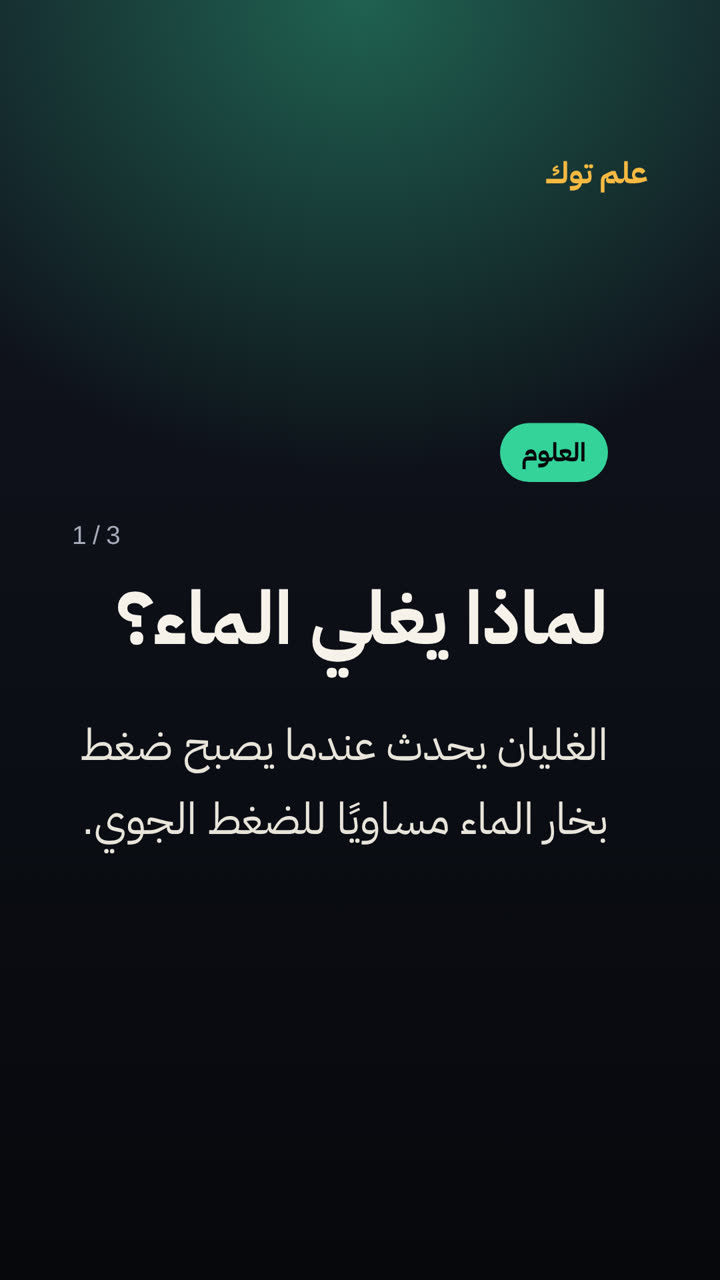 علم توك
العلوم
1 / 3
لماذا يغلي الماء؟
الغليان يحدث عندما يصبح ضغط
بخار الماء مساويًا للضغط الجوي.